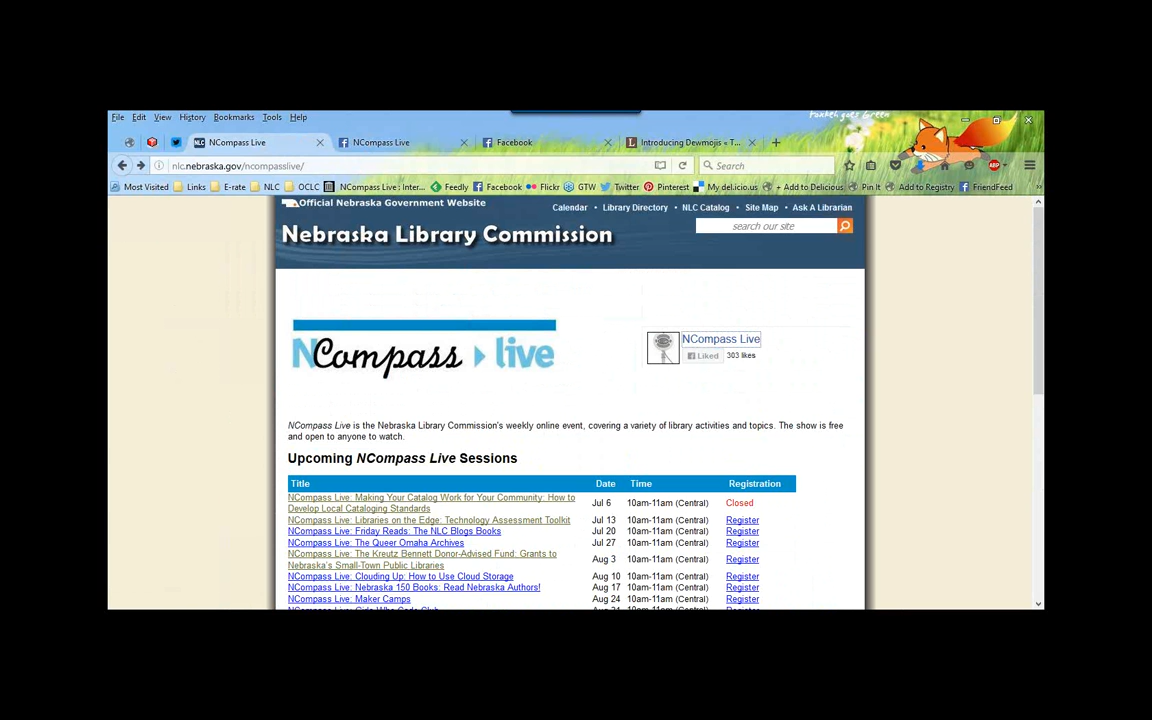 Foxkeh goes Green
File Edit View History Bookmarks Tools Help
NCompass Live × NCompass Live × Facebook × Introducing Dewmojis « T... × +
nlc.nebraska.gov/ncompasslive/ Search
Most Visited Links E-rate NLC OCLC NCompass Live : Inter... Feedly Facebook Flickr GTW Twitter Pinterest My del.icio.us + Add to Delicious Pin It Add to Registry FriendFeed »
Official Nebraska Government Website
Calendar • Library Directory • NLC Catalog • Site Map • Ask A Librarian
Nebraska Library Commission
search our site
NCompass live
NCompass Live
Liked 303 likes
NCompass Live is the Nebraska Library Commission's weekly online event, covering a variety of library activities and topics. The show is free
and open to anyone to watch.
Upcoming NCompass Live Sessions
Title Date Time Registration
NCompass Live: Making Your Catalog Work for Your Community: How to
Develop Local Cataloging Standards Jul 6 10am-11am (Central) Closed
NCompass Live: Libraries on the Edge: Technology Assessment Toolkit Jul 13 10am-11am (Central) Register
NCompass Live: Friday Reads: The NLC Blogs Books Jul 20 10am-11am (Central) Register
NCompass Live: The Queer Omaha Archives Jul 27 10am-11am (Central) Register
NCompass Live: The Kreutz Bennett Donor-Advised Fund: Grants to
Nebraska's Small-Town Public Libraries Aug 3 10am-11am (Central) Register
NCompass Live: Clouding Up: How to Use Cloud Storage Aug 10 10am-11am (Central) Register
NCompass Live: Nebraska 150 Books: Read Nebraska Authors! Aug 17 10am-11am (Central) Register
NCompass Live: Maker Camps Aug 24 10am-11am (Central) Register